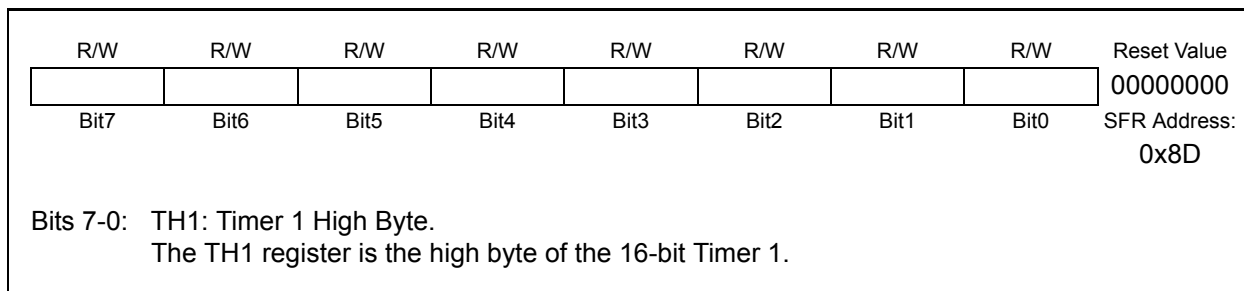 R/W R/W R/W R/W R/W R/W R/W R/W Reset Value
00000000
Bit7 Bit6 Bit5 Bit4 Bit3 Bit2 Bit1 Bit0 SFR Address:
0x8D
Bits 7-0: TH1: Timer 1 High Byte.
The TH1 register is the high byte of the 16-bit Timer 1.